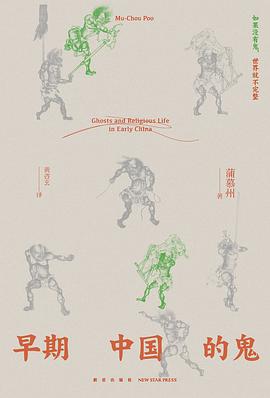 Mu-Chou Poo
如果没有鬼，世界就不完整
Ghosts and Religious Life
in Early China
黄咨玄 译
蒲慕州 著
早期 中国 的鬼
新星出版社 NEW STAR PRESS